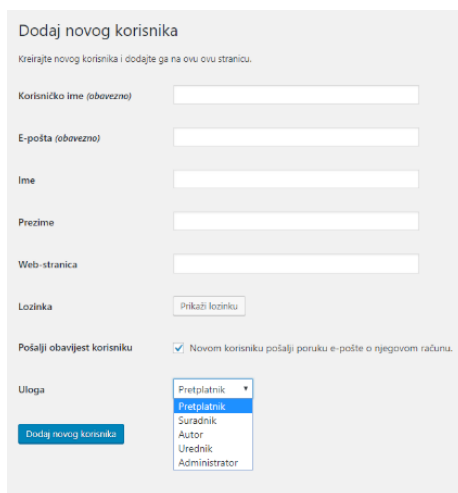 Dodaj novog korisnika
Kreirajte novog korisnika i dodajte ga na ovu ovu stranicu.
Korisničko ime (obavezno)
E-pošta (obavezno)
Ime
Prezime
Web-stranica
Lozinka Prikaži lozinku
Pošalji obavijest korisniku Novom korisniku pošalji poruku e-pošte o njegovom računu.
Uloga Pretplatnik
Pretplatnik
Suradnik
Autor
Urednik
Administrator
Dodaj novog korisnika